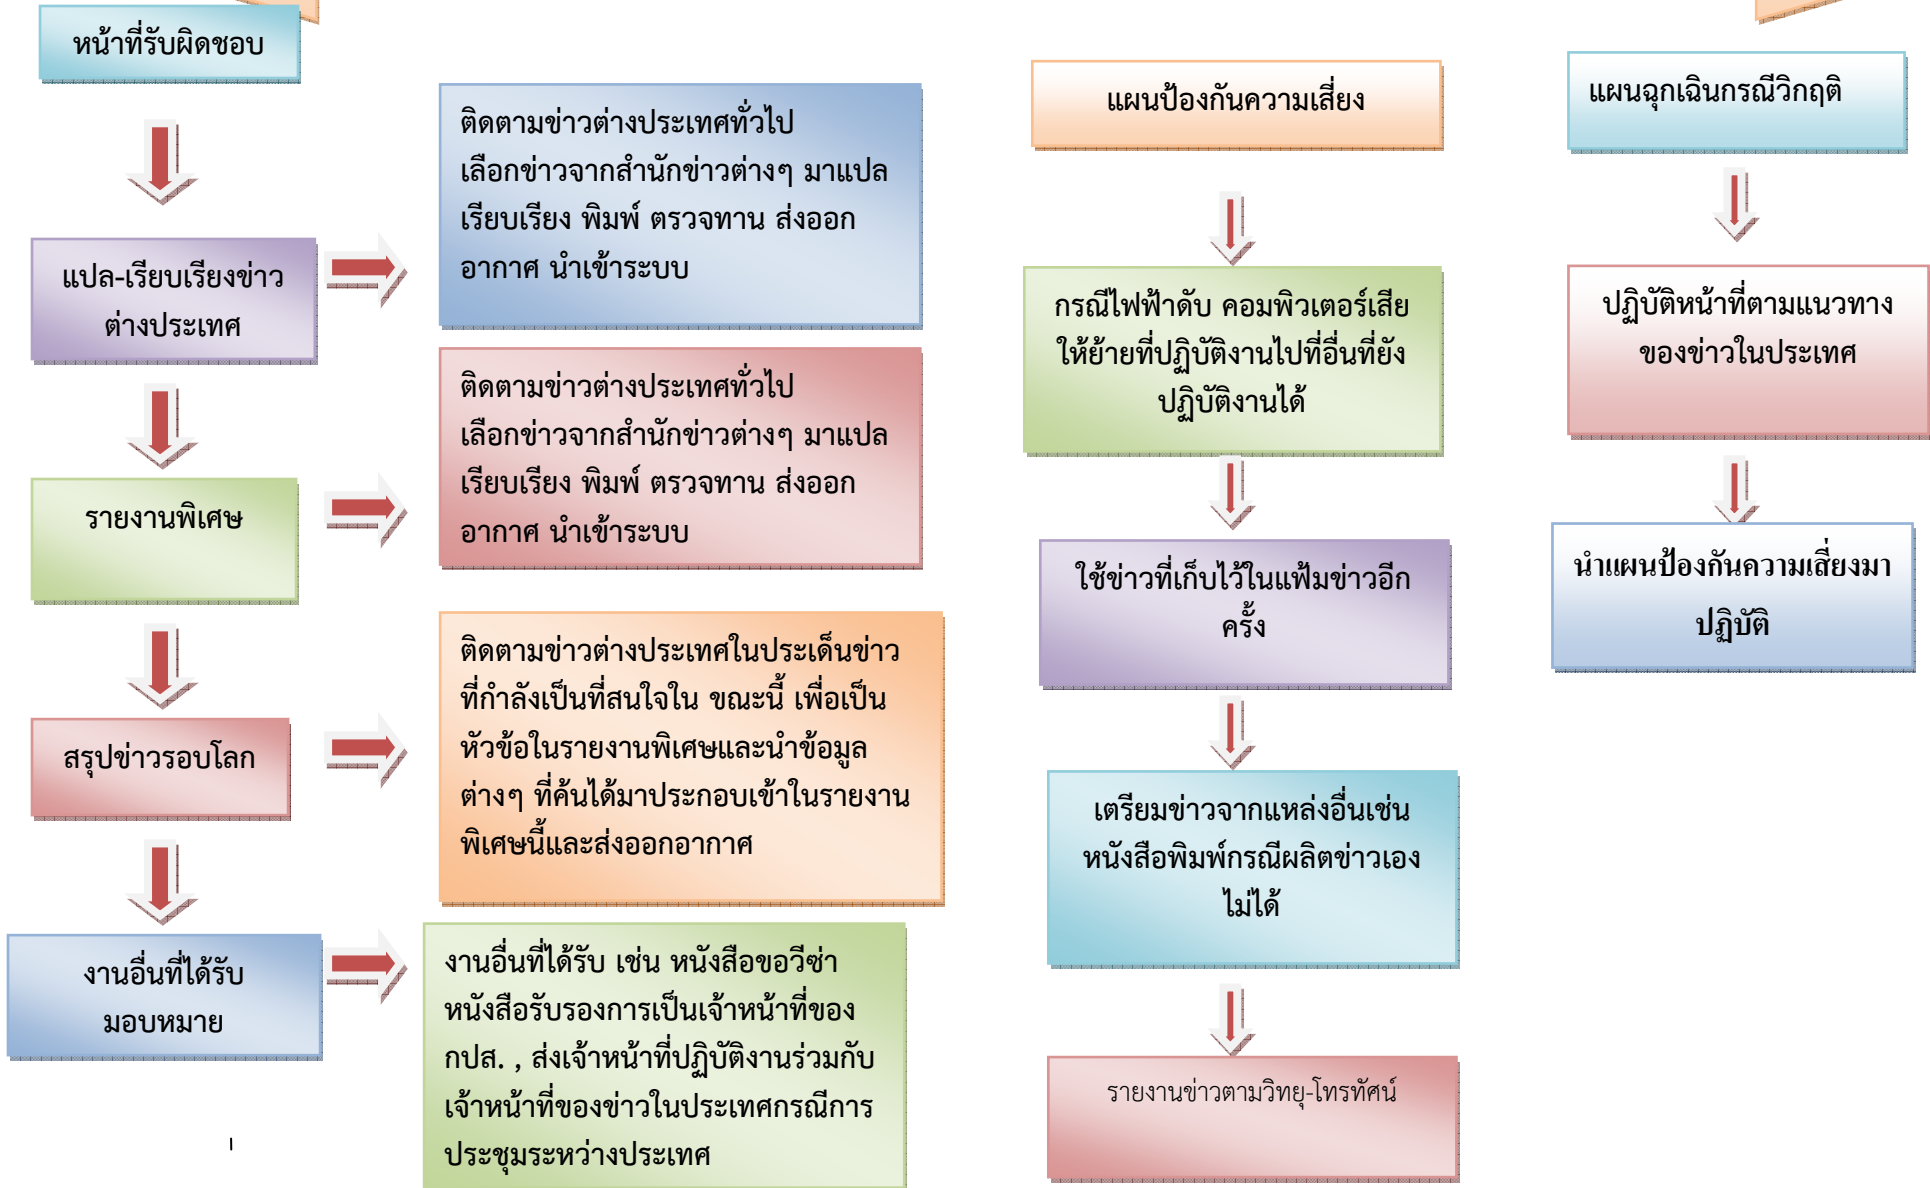 หน้าที่รับผิดชอบ
แปล-เรียบเรียงข่าว
ต่างประเทศ
ติดตามข่าวต่างประเทศทั่วไป
เลือกข่าวจากสำนักข่าวต่างๆ มาแปล
เรียบเรียง พิมพ์ ตรวจทาน ส่งออก
อากาศ นำเข้าระบบ
รายงานพิเศษ
ติดตามข่าวต่างประเทศทั่วไป
เลือกข่าวจากสำนักข่าวต่างๆ มาแปล
เรียบเรียง พิมพ์ ตรวจทาน ส่งออก
อากาศ นำเข้าระบบ
สรุปข่าวรอบโลก
ติดตามข่าวต่างประเทศในประเด็นข่าว
ที่กำลังเป็นที่สนใจใน ขณะนี้ เพื่อเป็น
หัวข้อในรายงานพิเศษและนำข้อมูล
ต่างๆ ที่ค้นได้มาประกอบเข้าในรายงาน
พิเศษนี้และส่งออกอากาศ
งานอื่นที่ได้รับ
มอบหมาย
งานอื่นที่ได้รับ เช่น หนังสือขอวีซ่า
หนังสือรับรองการเป็นเจ้าหน้าที่ของ
กปส. , ส่งเจ้าหน้าที่ปฏิบัติงานร่วมกับ
เจ้าหน้าที่ของข่าวในประเทศกรณีการ
ประชุมระหว่างประเทศ
แผนป้องกันความเสี่ยง
กรณีไฟฟ้าดับ คอมพิวเตอร์เสีย
ให้ย้ายที่ปฏิบัติงานไปที่อื่นที่ยัง
ปฏิบัติงานได้
ใช้ข่าวที่เก็บไว้ในแฟ้มข่าวอีก
ครั้ง
เตรียมข่าวจากแหล่งอื่นเช่น
หนังสือพิมพ์กรณีผลิตข่าวเอง
ไม่ได้
รายงานข่าวตามวิทยุ-โทรทัศน์
แผนฉุกเฉินกรณีวิกฤติ
ปฏิบัติหน้าที่ตามแนวทาง
ของข่าวในประเทศ
นำแผนป้องกันความเสี่ยงมา
ปฏิบัติ